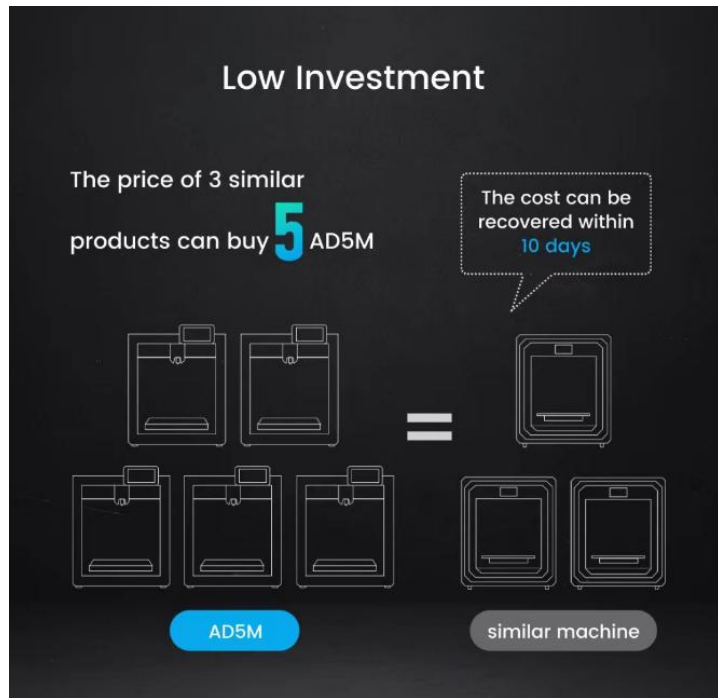 Low Investment
The price of 3 similar
products can buy 5 AD5M
The cost can be
recovered within
10 days
AD5M
similar machine